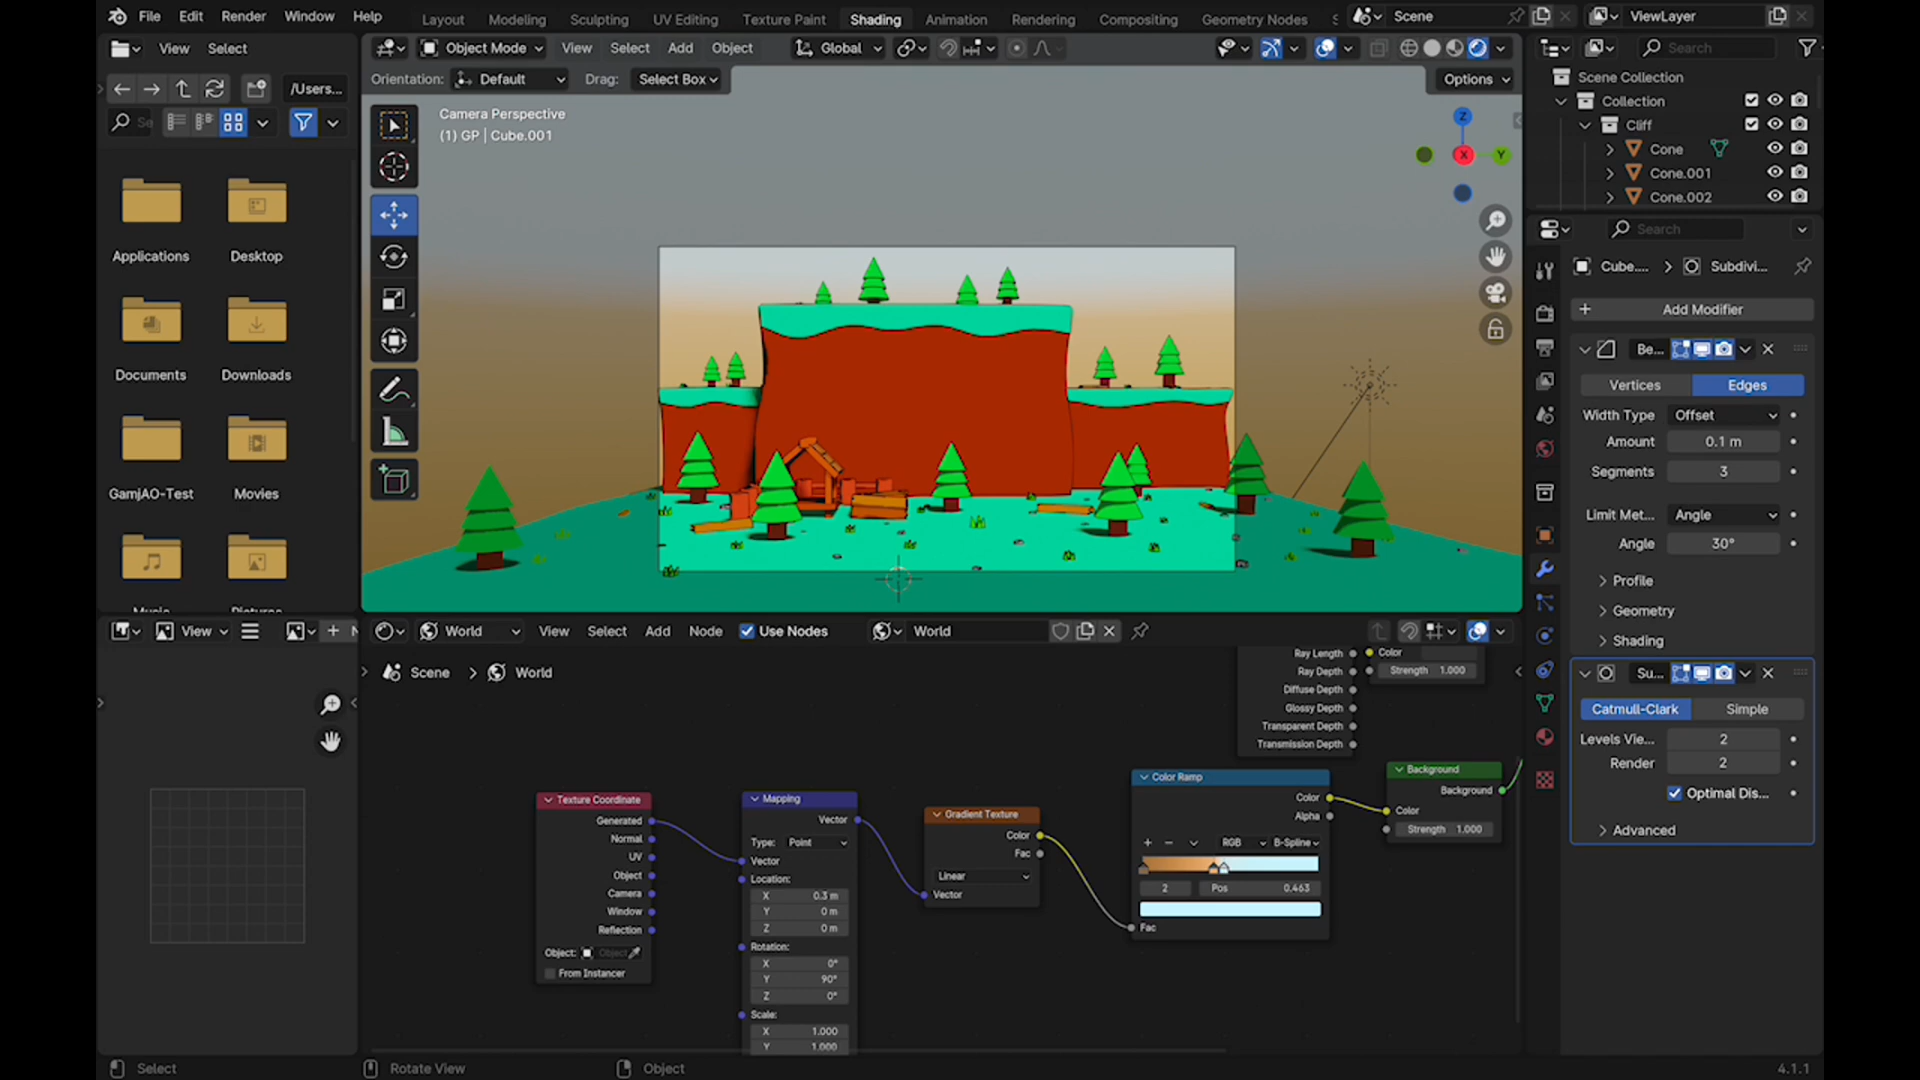 File Edit Render Window Help
Layout Modeling Sculpting UV Editing Texture Paint Shading Animation Rendering Compositing Geometry Nodes
Scene
ViewLayer
View Select
Object Mode View Select Add Object
Global
Search
/Users...
Orientation: Default Drag: Select Box
Options
Camera Perspective
(1) GP | Cube.001
Z
X
Y
Scene Collection
Collection
Cliff
Cone
Cone.001
Cone.002
Applications
Desktop
Documents
Downloads
GamjAO-Test
Movies
Music
Pictures
Search
Cube.... > Subdivi...
Add Modifier
Be...
Vertices Edges
Width Type Offset
Amount 0.1 m
Segments 3
Limit Met... Angle
Angle 30°
Profile
Geometry
Shading
Su...
Catmull-Clark Simple
Levels Vie... 2
Render 2
Optimal Dis...
Advanced
View
World View Select Add Node Use Nodes World
Scene > World
Ray Length
Ray Depth
Diffuse Depth
Glossy Depth
Transparent Depth
Transmission Depth
Color
Strength 1.000
Texture Coordinate
Generated
Normal
UV
Object
Camera
Window
Reflection
Object: Object
From Instancer
Mapping
Vector
Type: Point
Vector
Location:
X 0.3 m
Y 0 m
Z 0 m
Rotation:
X 0°
Y 90°
Z 0°
Scale:
X 1.000
Y 1.000
Gradient Texture
Color
Fac
Linear
Vector
Color Ramp
Color
Alpha
RGB B-Spline
2 Pos 0.463
Fac
Background
Background
Color
Strength 1.000
Select
Rotate View
Object
4.1.1